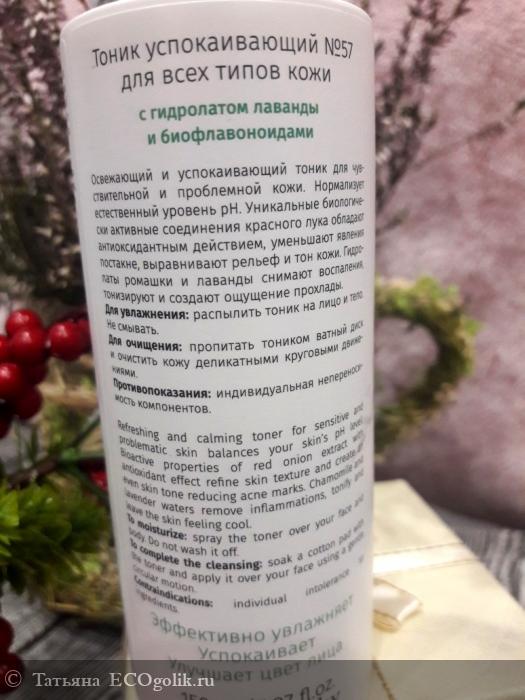 Тоник успокаивающий №57
для всех типов кожи
с гидролатом лаванды
и биофлавоноидами
Освежающий и успокаивающий тоник для чув-
ствительной и проблемной кожи. Нормализует
естественный уровень pH. Уникальные биологиче-
ски активные соединения красного лука обладают
антиоксидантным действием, уменьшают явления
постакне, выравнивают рельеф и тон кожи. Гидро-
латы ромашки и лаванды снимают воспаления,
тонизируют и создают ощущение прохлады.
Для увлажнения: распылить тоник на лицо и тело.
Не смывать.
Для очищения: пропитать тоником ватный диск
и очистить кожу деликатными круговыми движе-
ниями.
Противопоказания: индивидуальная непереноси-
мость компонентов.
Refreshing and calming toner for sensitive and
problematic skin balances your skin's pH level.
Bioactive properties of red onion extract with
antioxidant effect refine skin texture and create
even skin tone reducing acne marks. Chamomile and
lavender waters remove inflammations, tonify and
leave the skin feeling cool.
To moisturize: spray the toner over your face and
body. Do not wash it off.
To complete the cleansing: soak a cotton pad with
the toner and apply it over your face using a gentle
circular motion.
Contraindications: individual intolerance
ingredients.
Эффективно увлажняет
Успокаивает
Улучшает цвет лица
fl.oz.
Татьяна ECOgolik.ru